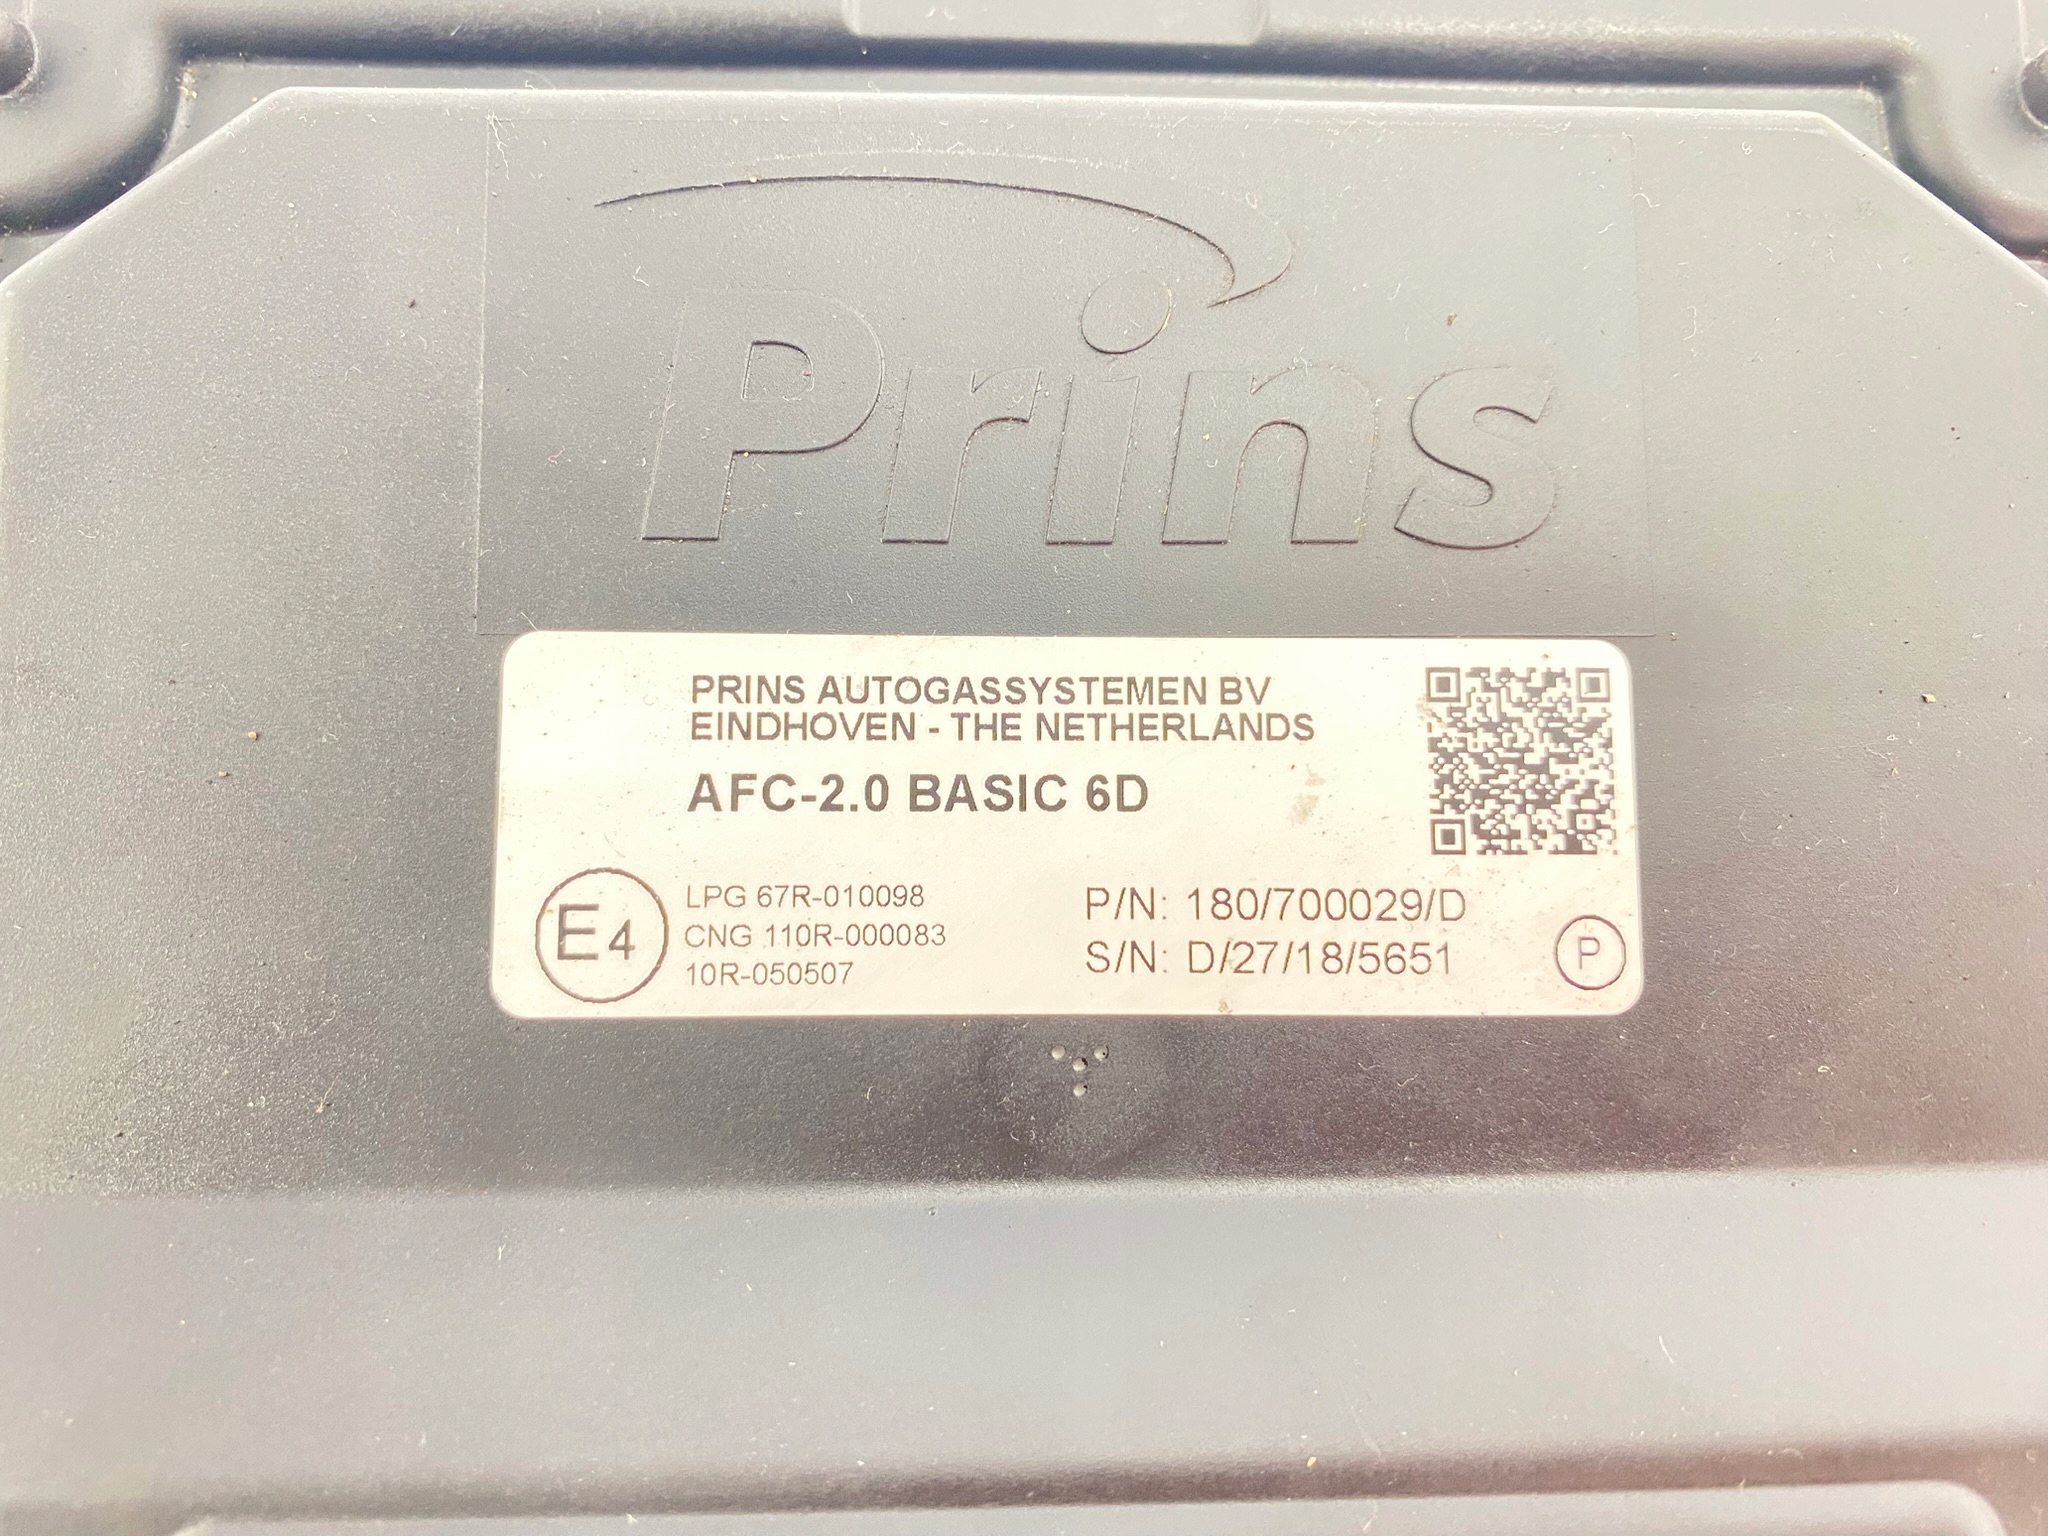 Prins
PRINS AUTOGASSYSTEMEN BV
EINDHOVEN - THE NETHERLANDS
AFC-2.0 BASIC 6D
E4
LPG 67R-010098
CNG 110R-000083
10R-050507
P/N: 180/700029/D
S/N: D/27/18/5651
P